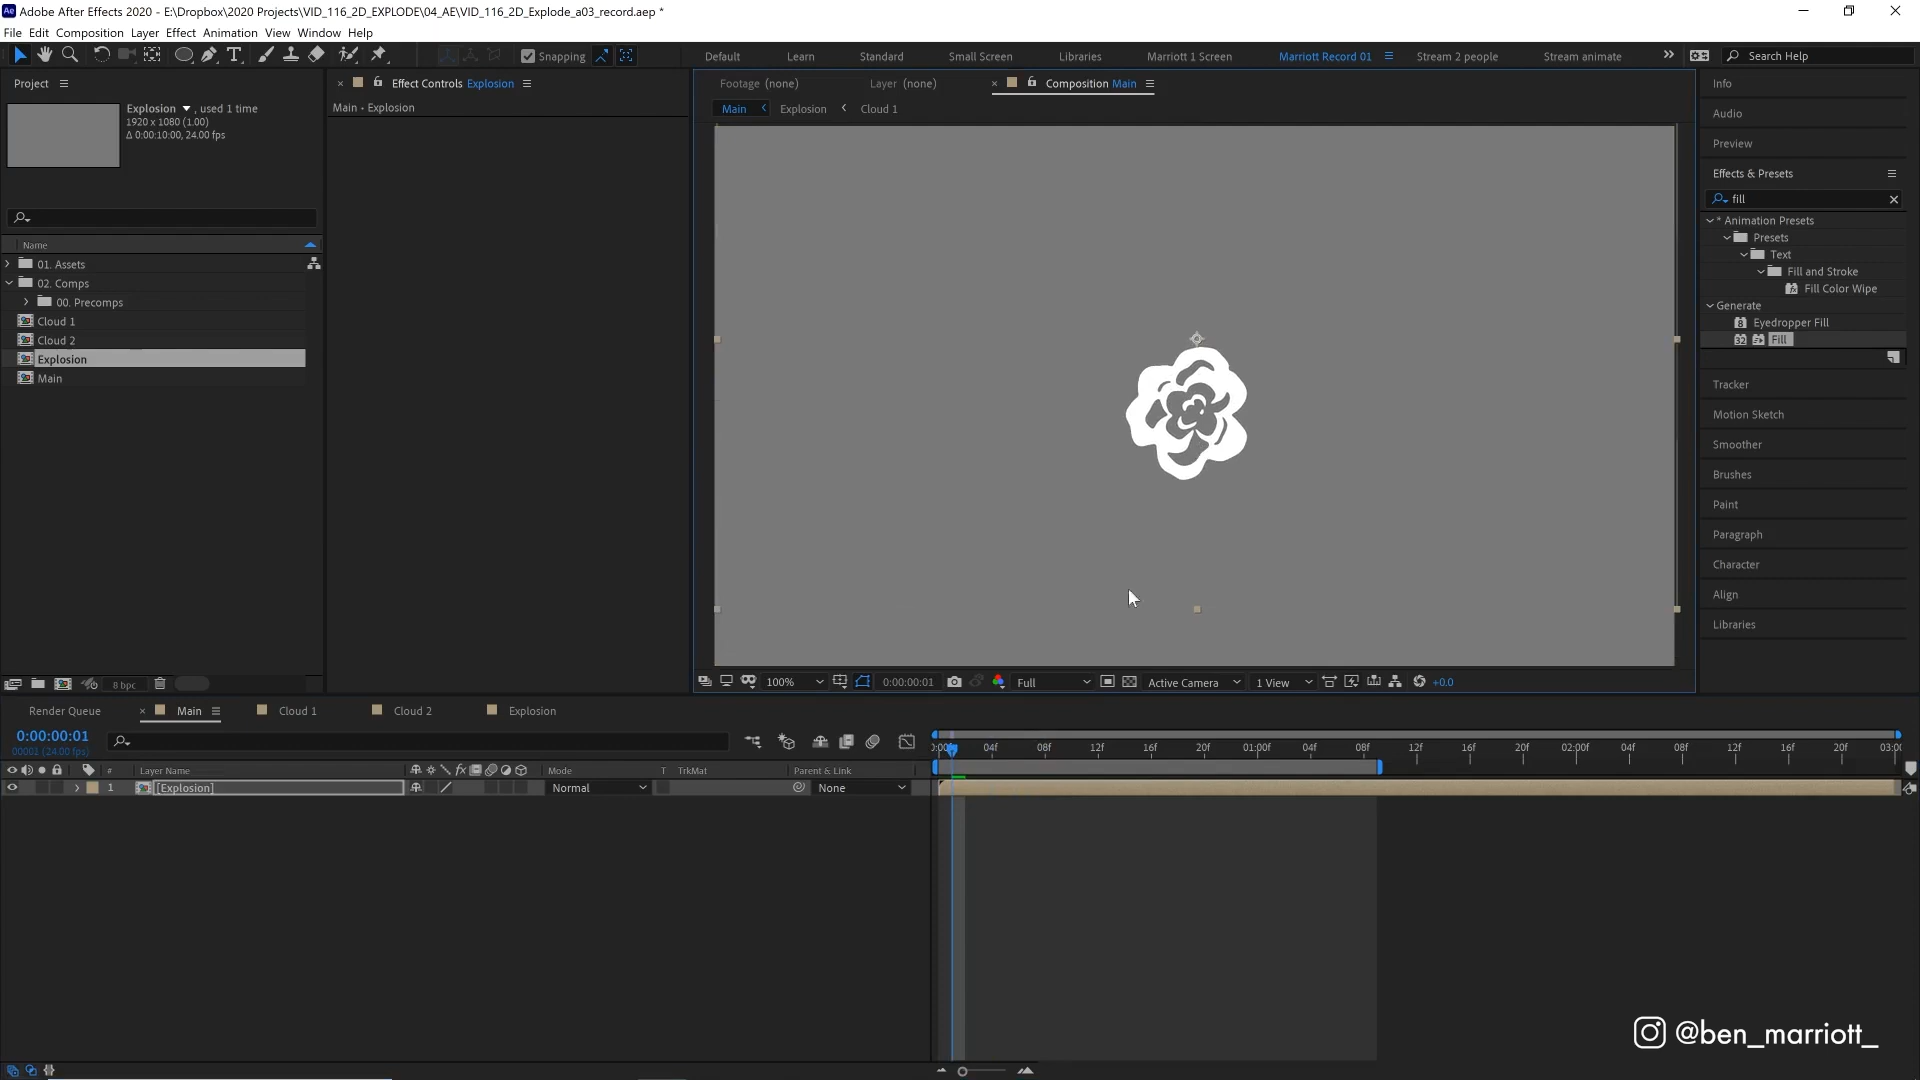 Adobe After Effects 2020 - E:\Dropbox\2020 Projects\VID_116_2D_EXPLODE\04_AE\VID_116_2D_Explode_a03_record.aep *
File Edit Composition Layer Effect Animation View Window Help
Snapping Default Learn Standard Small Screen Libraries Marriott 1 Screen Marriott Record 01 Stream 2 people Stream animate Search Help
Project
Explosion , used 1 time
1920 x 1080 (1.00)
Δ 0:00:10:00, 24.00 fps
Name
01. Assets
02. Comps
00. Precomps
Cloud 1
Cloud 2
Explosion
Main
8 bpc
Effect Controls Explosion
Main • Explosion
Footage (none) Layer (none) Composition Main
Main Explosion Cloud 1
100% 0:00:00:01 Full Active Camera 1 View +0.0
Info
Audio
Preview
Effects & Presets
fill
* Animation Presets
Presets
Text
Fill and Stroke
Fill Color Wipe
Generate
Eyedropper Fill
32 Fill
Tracker
Motion Sketch
Smoother
Brushes
Paint
Paragraph
Character
Align
Libraries
Render Queue Main Cloud 1 Cloud 2 Explosion
0:00:00:01
00001 (24.00 fps)
# Layer Name Mode T TrkMat Parent & Link
1 [Explosion] Normal None
04f 08f 12f 16f 20f 01:00f 04f 08f 12f 16f 20f 02:00f 04f 08f 12f 16f 20f 03:00
@ben_marriott_